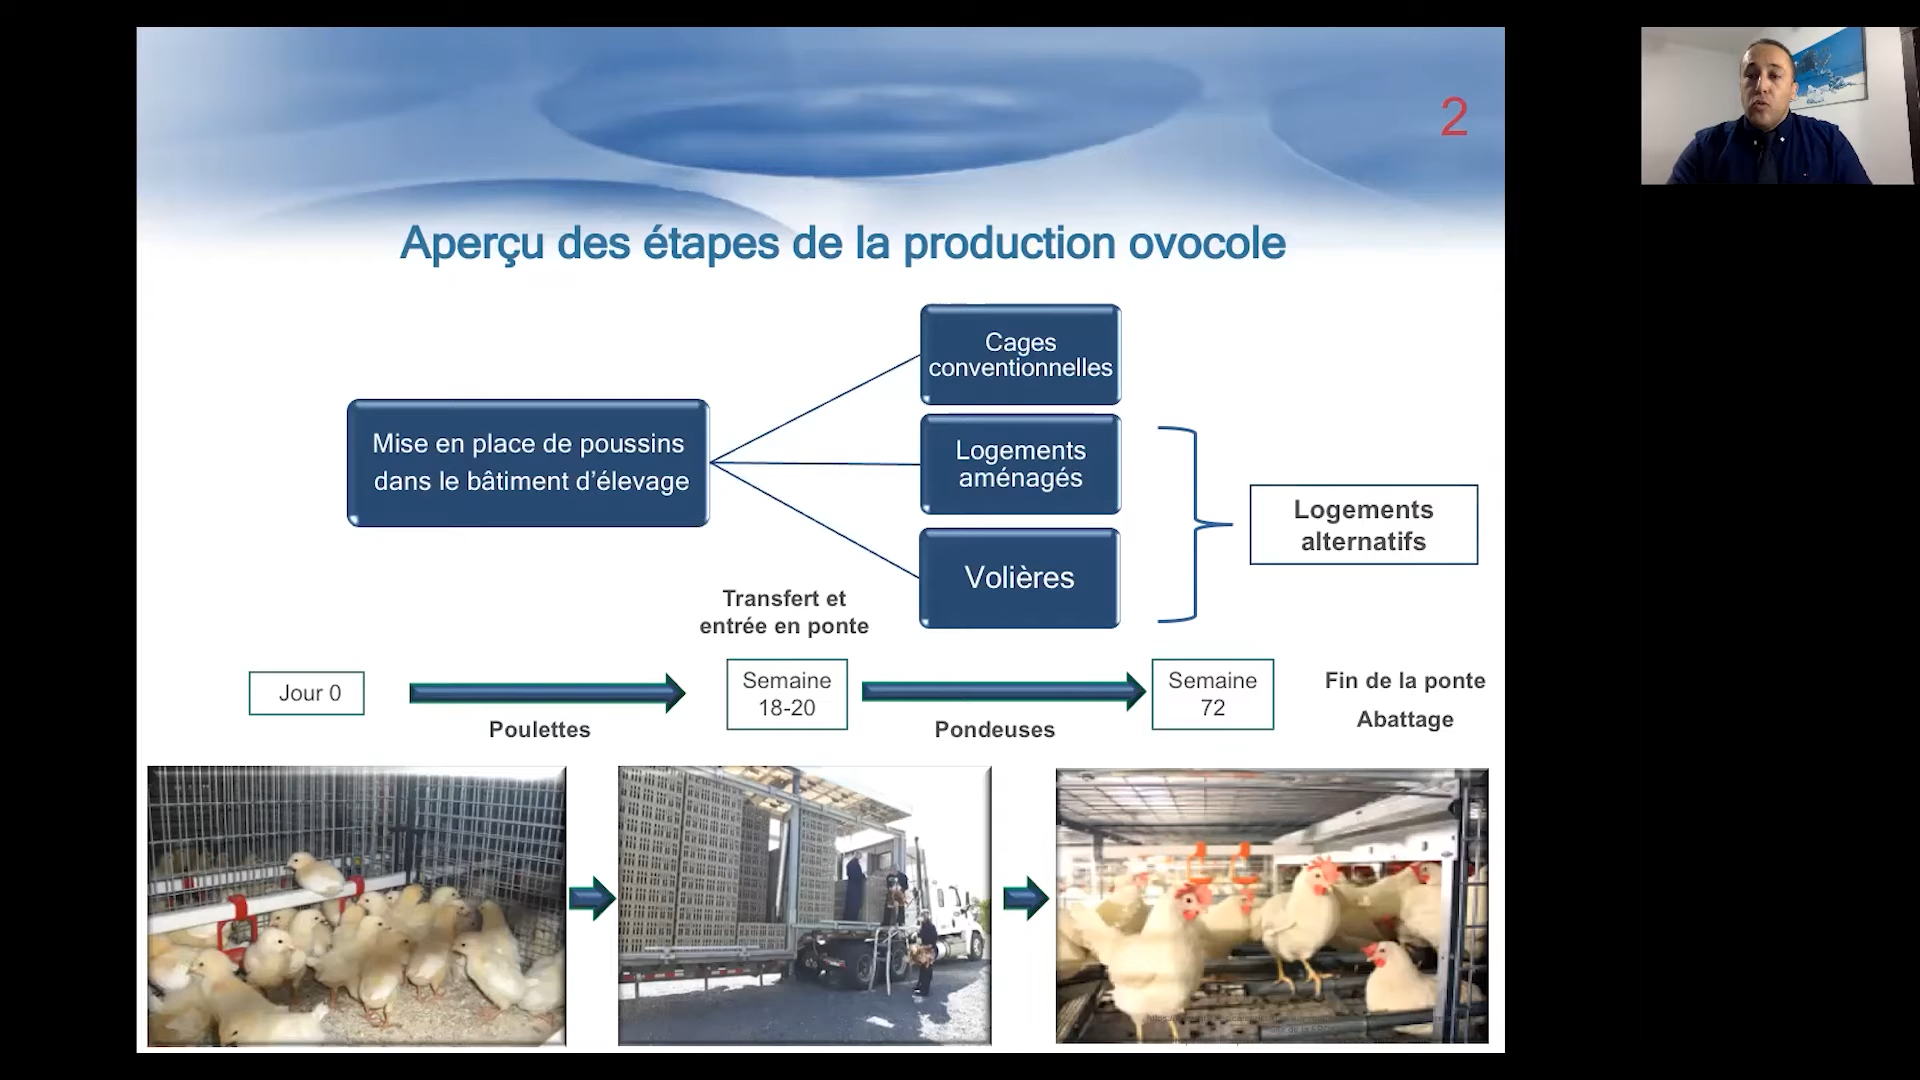 2
Aperçu des étapes de la production ovocole
Cages
conventionnelles
Mise en place de poussins
dans le bâtiment d’élevage
Logements
aménagés
Logements
alternatifs
Volières
Transfert et
entrée en ponte
Jour 0
Poulettes
Semaine
18-20
Pondeuses
Semaine
72
Fin de la ponte
Abattage